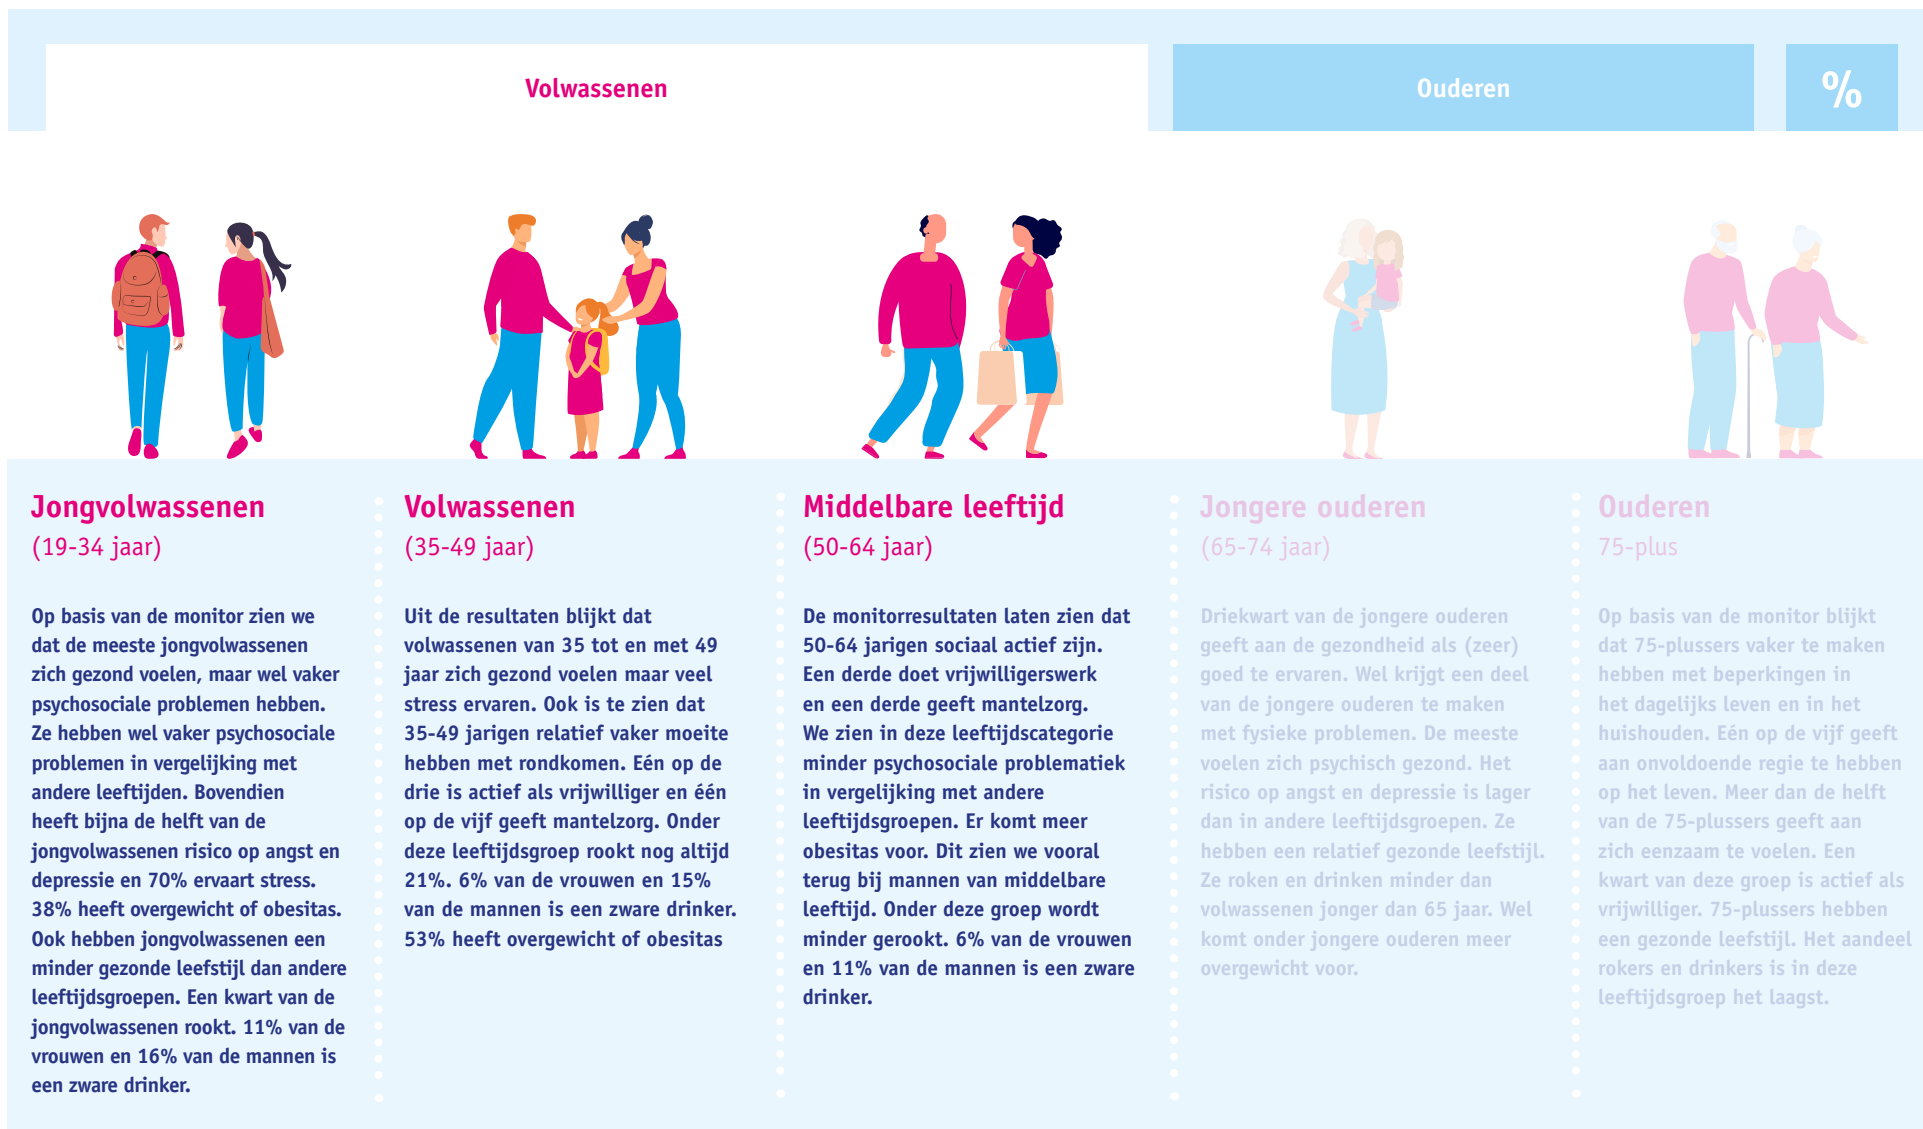 Volwassenen
Ouderen
%
Jongvolwassenen
(19-34 jaar)
Op basis van de monitor zien we
dat de meeste jongvolwassenen
zich gezond voelen, maar wel vaker
psychosociale problemen hebben.
Ze hebben wel vaker psychosociale
problemen in vergelijking met
andere leeftijden. Bovendien
heeft bijna de helft van de
jongvolwassenen risico op angst en
depressie en 70% ervaart stress.
38% heeft overgewicht of obesitas.
Ook hebben jongvolwassenen een
minder gezonde leefstijl dan andere
leeftijdsgroepen. Een kwart van de
jongvolwassenen rookt. 11% van de
vrouwen en 16% van de mannen is
een zware drinker.
Volwassenen
(35-49 jaar)
Uit de resultaten blijkt dat
volwassenen van 35 tot en met 49
jaar zich gezond voelen maar veel
stress ervaren. Ook is te zien dat
35-49 jarigen relatief vaker moeite
hebben met rondkomen. Eén op de
drie is actief als vrijwilliger en één
op de vijf geeft mantelzorg. Onder
deze leeftijdsgroep rookt nog altijd
21%. 6% van de vrouwen en 15%
van de mannen is een zware drinker.
53% heeft overgewicht of obesitas
Middelbare leeftijd
(50-64 jaar)
De monitorresultaten laten zien dat
50-64 jarigen sociaal actief zijn.
Een derde doet vrijwilligerswerk
en een derde geeft mantelzorg.
We zien in deze leeftijdscategorie
minder psychosociale problematiek
in vergelijking met andere
leeftijdsgroepen. Er komt meer
obesitas voor. Dit zien we vooral
terug bij mannen van middelbare
leeftijd. Onder deze groep wordt
minder gerookt. 6% van de vrouwen
en 11% van de mannen is een zware
drinker.
Jongere ouderen
(65-74 jaar)
Driekwart van de jongere ouderen
geeft aan de gezondheid als (zeer)
goed te ervaren. Wel krijgt een deel
van de jongere ouderen te maken
met fysieke problemen. De meeste
voelen zich psychisch gezond. Het
risico op angst en depressie is lager
dan in andere leeftijdsgroepen. Ze
hebben een relatief gezonde leefstijl.
Ze roken en drinken minder dan
volwassenen jonger dan 65 jaar. Wel
komt onder jongere ouderen meer
overgewicht voor.
Ouderen
75-plus
Op basis van de monitor blijkt
dat 75-plussers vaker te maken
hebben met beperkingen in
het dagelijks leven en in het
huishouden. Eén op de vijf geeft
aan onvoldoende regie te hebben
op het leven. Meer dan de helft
van de 75-plussers geeft aan
zich eenzaam te voelen. Een
kwart van deze groep is actief als
vrijwilliger. 75-plussers hebben
een gezonde leefstijl. Het aandeel
rokers en drinkers is in deze
leeftijdsgroep het laagst.